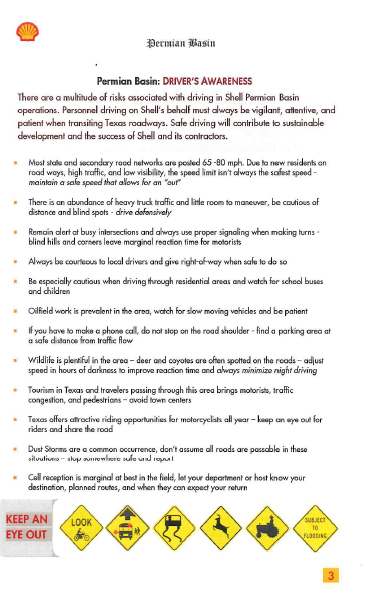 Permian Basin
Permian Basin: DRIVER'S AWARENESS
There are a multitude of risks associated with driving in Shell Permian Basin
operations. Personnel driving on Shell's behalf must always be vigilant, attentive, and
patient when transiting Texas roadways. Safe driving will contribute to sustainable
development and the success of Shell and its contractors.
▪ Most state and secondary road networks are posted 65 -80 mph. Due to new residents on
road ways, high traffic, and low visibility, the speed limit isn't always the safest speed -
maintain a safe speed that allows for an "out"
▪ There is an abundance of heavy truck traffic and little room to maneuver, be cautious of
distance and blind spots - drive defensively
▪ Remain alert at busy intersections and always use proper signaling when making turns -
blind hills and corners leave marginal reaction time for motorists
▪ Always be courteous to local drivers and give right-of-way when safe to do so
▪ Be especially cautious when driving through residential areas and watch for school buses
and children
▪ Oilfield work is prevalent in the area, watch for slow moving vehicles and be patient
▪ If you have to make a phone call, do not stop on the road shoulder - find a parking area at
a safe distance from traffic flow
▪ Wildlife is plentiful in the area – deer and coyotes are often spotted on the roads – adjust
speed in hours of darkness to improve reaction time and always minimize night driving
▪ Tourism in Texas and travelers passing through this area brings motorists, traffic
congestion, and pedestrians – avoid town centers
▪ Texas offers attractive riding opportunities for motorcyclists all year – keep an eye out for
riders and share the road
▪ Dust Storms are a common occurrence, don't assume all roads are passable in these
situations – stop somewhere safe and report
▪ Cell reception is marginal at best in the field, let your department or host know your
destination, planned routes, and when they can expect your return
KEEP AN
EYE OUT
LOOK
SUBJECT
TO
FLOODING
3